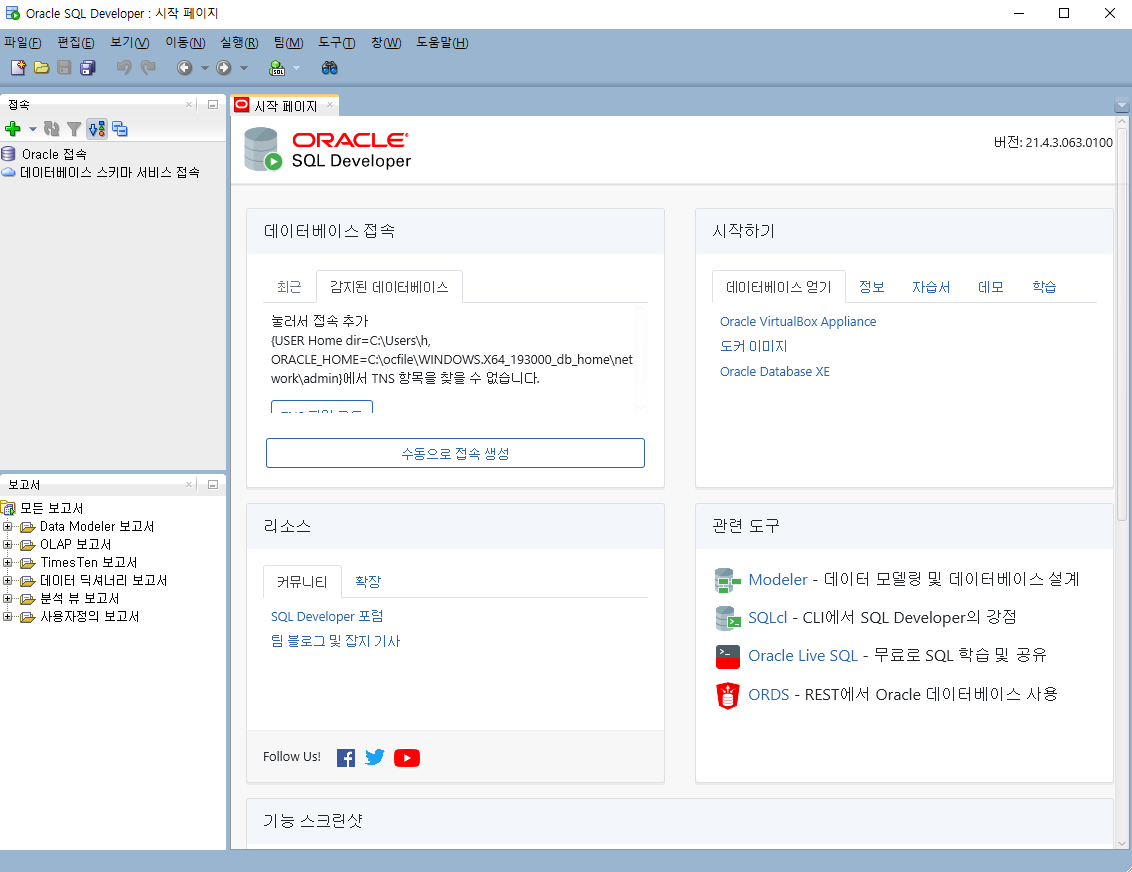 Oracle SQL Developer : 시작 페이지
파일(F) 편집(E) 보기(V) 이동(N) 실행(R) 팀(M) 도구(T) 창(W) 도움말(H)
접속
Oracle 접속
데이터베이스 스키마 서비스 접속
보고서
모든 보고서
Data Modeler 보고서
OLAP 보고서
TimesTen 보고서
데이터 딕셔너리 보고서
분석 뷰 보고서
사용자정의 보고서
시작 페이지
ORACLE
SQL Developer
버전: 21.4.3.063.0100
데이터베이스 접속
최근 감지된 데이터베이스
눌러서 접속 추가
{USER Home dir=C:\Users\h,
ORACLE_HOME=C:\ocfile\WINDOWS.X64_193000_db_home\net
work\admin}에서 TNS 항목을 찾을 수 없습니다.
수동으로 접속 생성
시작하기
데이터베이스 얻기 정보 자습서 데모 학습
Oracle VirtualBox Appliance
도커 이미지
Oracle Database XE
리소스
커뮤니티 확장
SQL Developer 포럼
팀 블로그 및 잡지 기사
Follow Us!
관련 도구
Modeler - 데이터 모델링 및 데이터베이스 설계
SQLcl - CLI에서 SQL Developer의 강점
Oracle Live SQL - 무료로 SQL 학습 및 공유
ORDS - REST에서 Oracle 데이터베이스 사용
기능 스크린샷